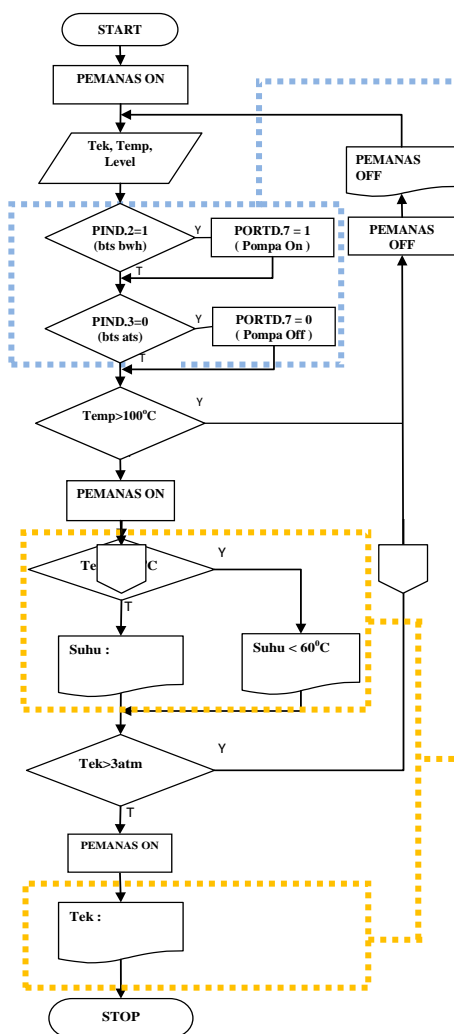 START
PEMANAS ON
Tek, Temp,
Level
PEMANAS
OFF
PEMANAS
OFF
PIND.2=1
(bts bwh)
Y
PORTD.7 = 1
( Pompa On )
T
PIND.3=0
(bts ats)
Y
PORTD.7 = 0
( Pompa Off )
T
Temp>100°C
Y
PEMANAS ON
C
Y
T
Suhu :
Suhu < 60⁰C
Tek>3atm
Y
T
PEMANAS ON
Tek :
STOP